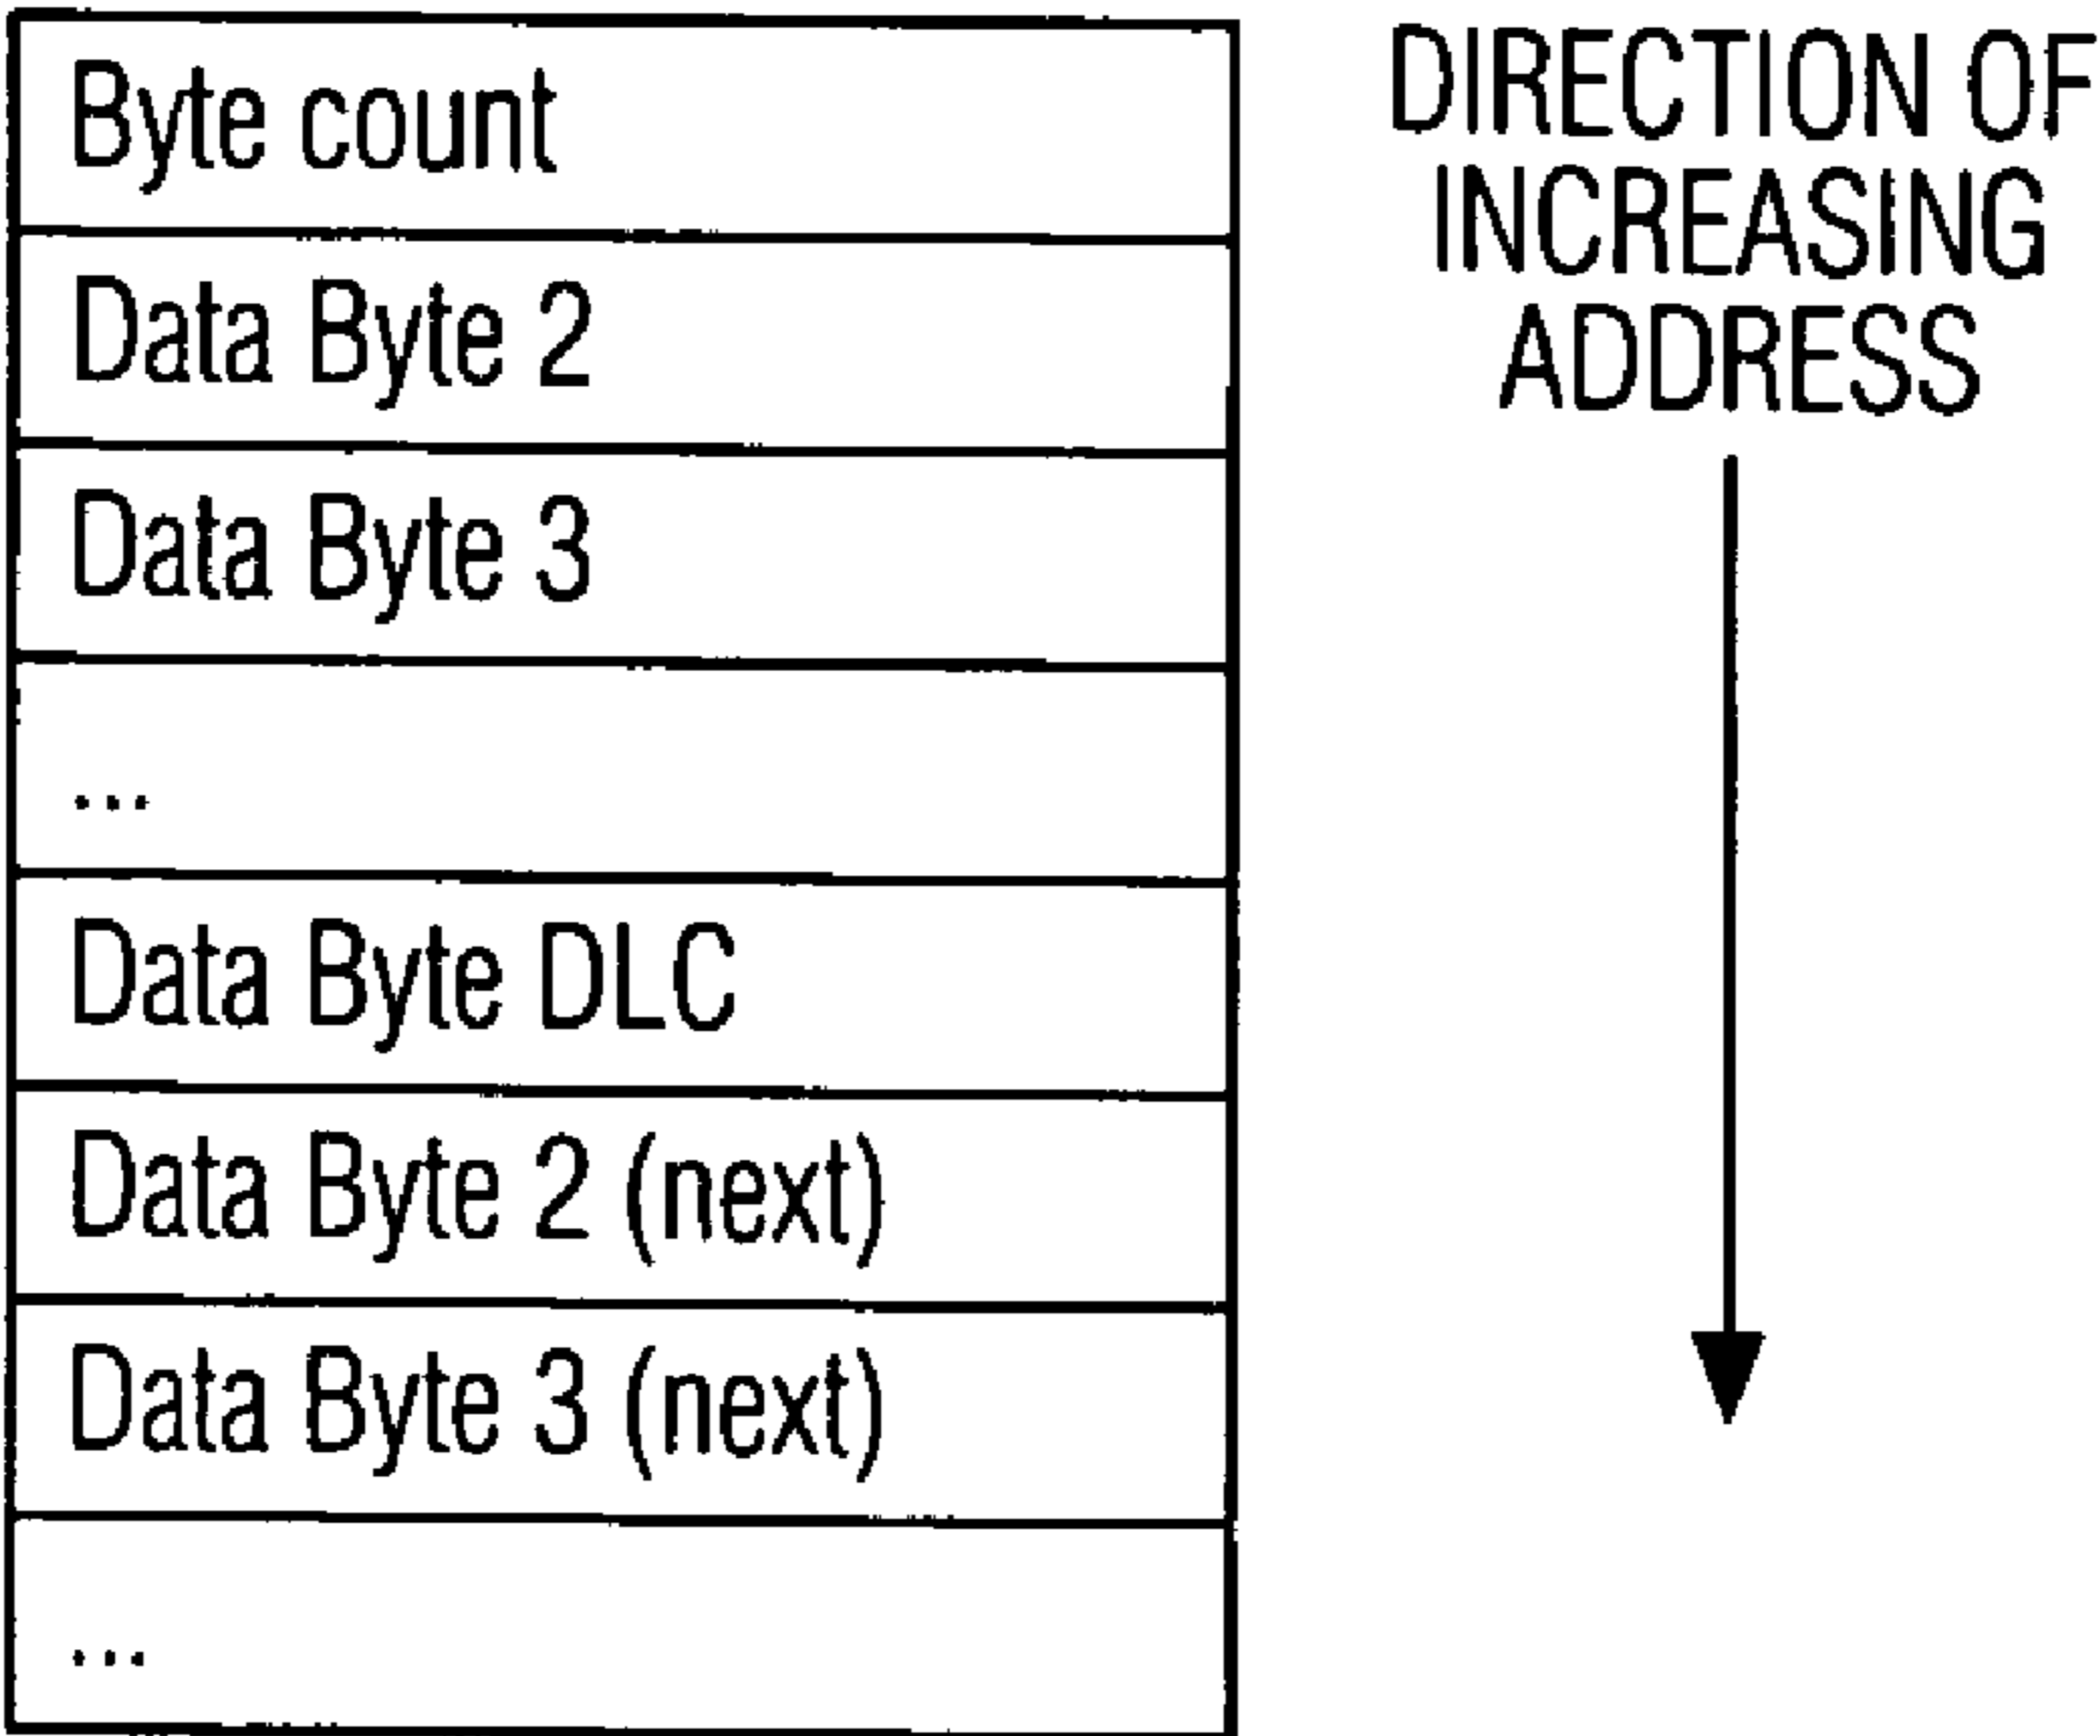 Byte count
Data Byte 2
Data Byte 3
...
Data Byte DLC
Data Byte 2 (next)
Data Byte 3 (next)
...
DIRECTION OF
INCREASING
ADDRESS